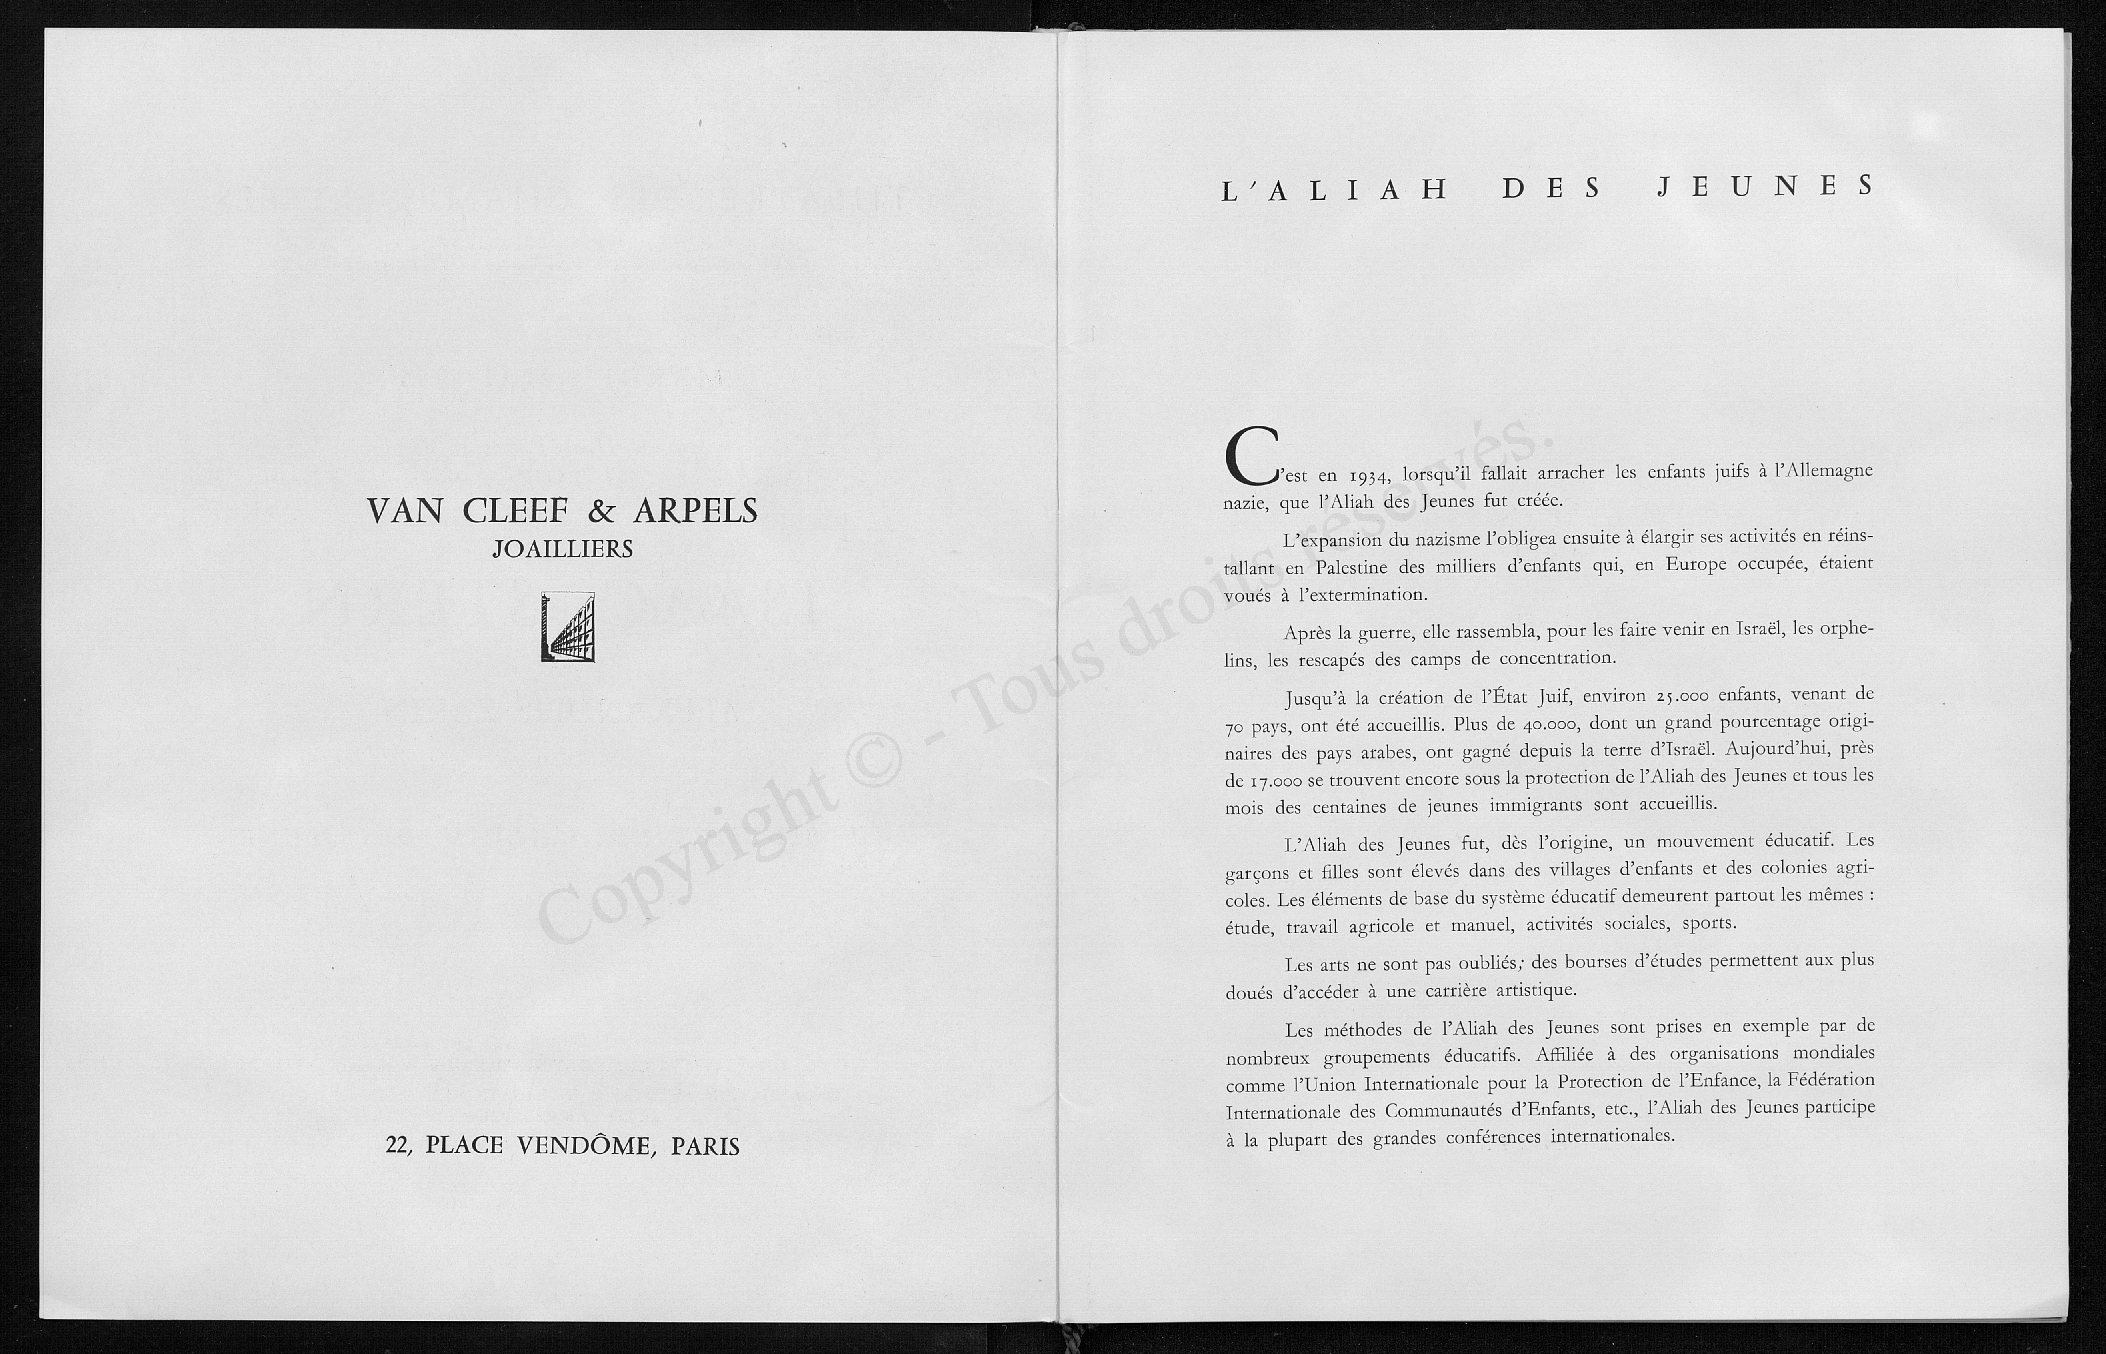 VAN CLEEF & ARPELS
JOAILLIERS
22, PLACE VENDÔME, PARIS
L'ALIAH DES JEUNES
C'est en 1934, lorsqu'il fallait arracher les enfants juifs à l'Allemagne
nazie, que l'Aliah des Jeunes fut créée.
L'expansion du nazisme l'obligea ensuite à élargir ses activités en réins-
tallant en Palestine des milliers d'enfants qui, en Europe occupée, étaient
voués à l'extermination.
Après la guerre, elle rassembla, pour les faire venir en Israël, les orphe-
lins, les rescapés des camps de concentration.
Jusqu'à la création de l'État Juif, environ 25.000 enfants, venant de
70 pays, ont été accueillis. Plus de 40.000, dont un grand pourcentage origi-
naires des pays arabes, ont gagné depuis la terre d'Israël. Aujourd'hui, près
de 17.000 se trouvent encore sous la protection de l'Aliah des Jeunes et tous les
mois des centaines de jeunes immigrants sont accueillis.
L'Aliah des Jeunes fut, dès l'origine, un mouvement éducatif. Les
garçons et filles sont élevés dans des villages d'enfants et des colonies agri-
coles. Les éléments de base du système éducatif demeurent partout les mêmes :
étude, travail agricole et manuel, activités sociales, sports.
Les arts ne sont pas oubliés; des bourses d'études permettent aux plus
doués d'accéder à une carrière artistique.
Les méthodes de l'Aliah des Jeunes sont prises en exemple par de
nombreux groupements éducatifs. Affiliée à des organisations mondiales
comme l'Union Internationale pour la Protection de l'Enfance, la Fédération
Internationale des Communautés d'Enfants, etc., l'Aliah des Jeunes participe
à la plupart des grandes conférences internationales.
Copyright © - Tous droits réservés.